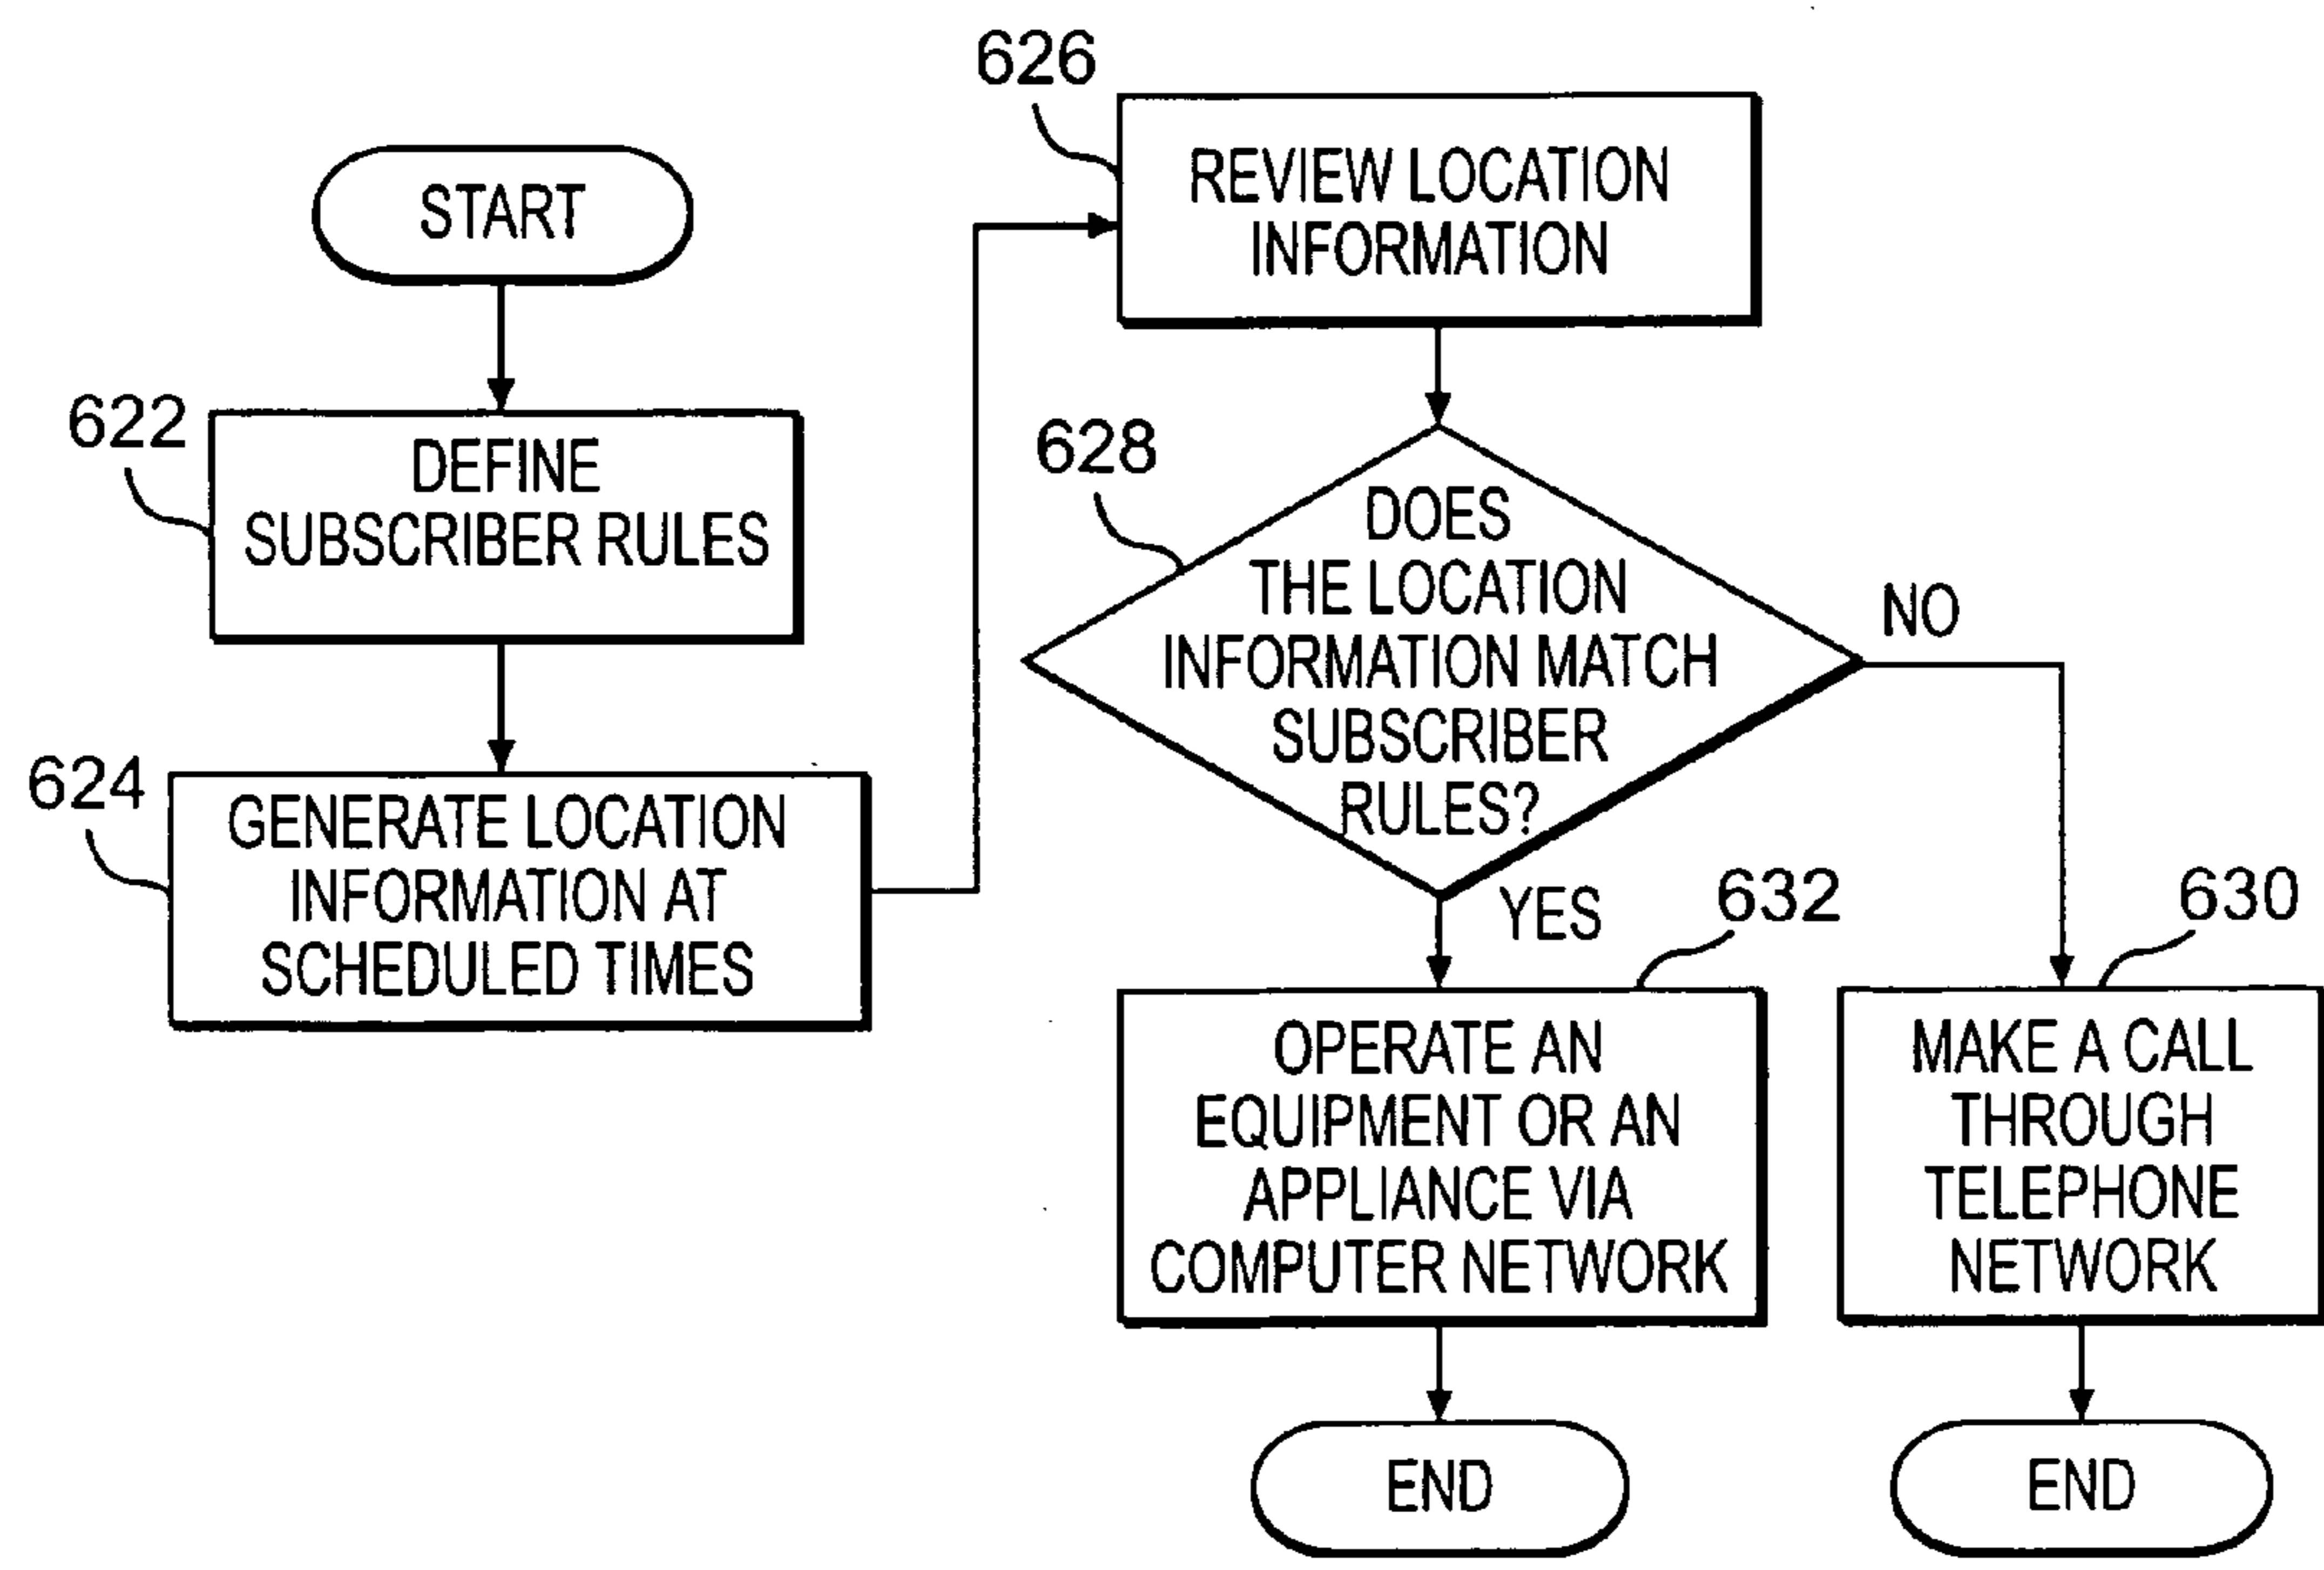 START
622
DEFINE
SUBSCRIBER RULES
624
GENERATE LOCATION
INFORMATION AT
SCHEDULED TIMES
626
REVIEW LOCATION
INFORMATION
628
DOES
THE LOCATION
INFORMATION MATCH
SUBSCRIBER
RULES?
NO
YES
632
OPERATE AN
EQUIPMENT OR AN
APPLIANCE VIA
COMPUTER NETWORK
END
630
MAKE A CALL
THROUGH
TELEPHONE
NETWORK
END